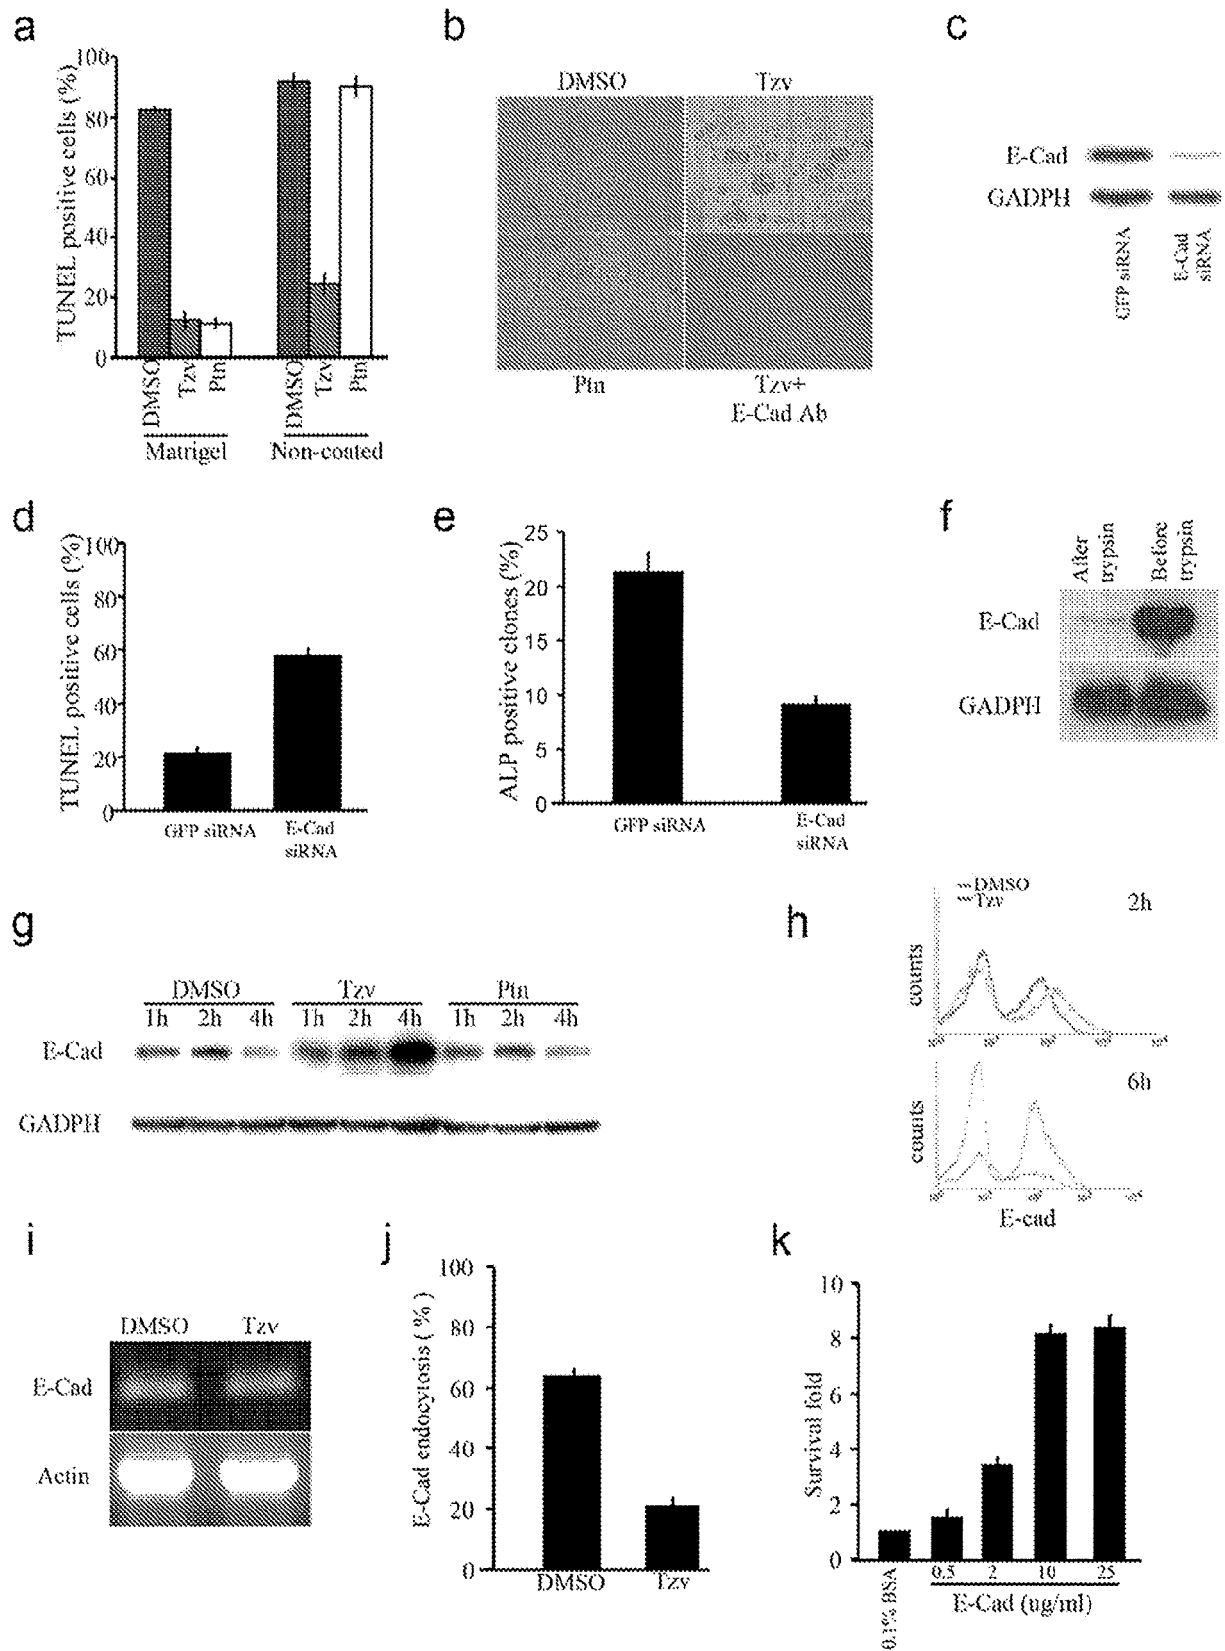 a
TUNEL positive cells (%)
100
80
60
40
20
0
DMSO
Tzv
Ptn
DMSO
Tzv
Ptn
Matrigel
Non-coated
b
DMSO
Tzv
Ptn
Tzv+
E-Cad Ab
c
E-Cad
GADPH
GFP siRNA
E-Cad
siRNA
d
TUNEL positive cells (%)
100
80
60
40
20
0
GFP siRNA
E-Cad
siRNA
e
ALP positive clones (%)
25
20
15
10
5
0
GFP siRNA
E-Cad
siRNA
f
After
trypsin
Before
trypsin
E-Cad
GADPH
g
DMSO
Tzv
Ptn
1h 2h 4h 1h 2h 4h 1h 2h 4h
E-Cad
GADPH
h
DMSO
Tzv
2h
counts
6h
counts
E-cad
i
DMSO
Tzv
E-Cad
Actin
j
E-Cad endocytosis (%)
100
80
60
40
20
0
DMSO
Tzv
k
Survival fold
10
8
6
4
2
0
0.1% BSA
0.5
2
10
25
E-Cad (ug/ml)